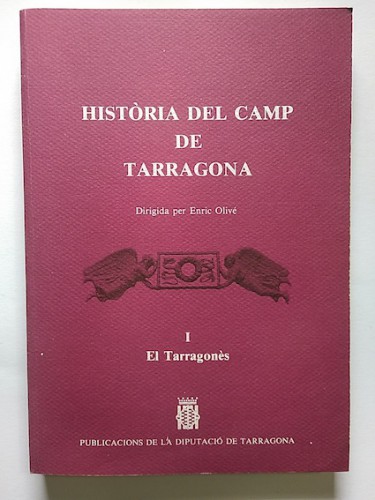 HISTÒRIA DEL CAMP
DE
TARRAGONA
Dirigida per Enric Olivé
I
El Tarragonès
PUBLICACIONS DE LA DIPUTACIÓ DE TARRAGONA